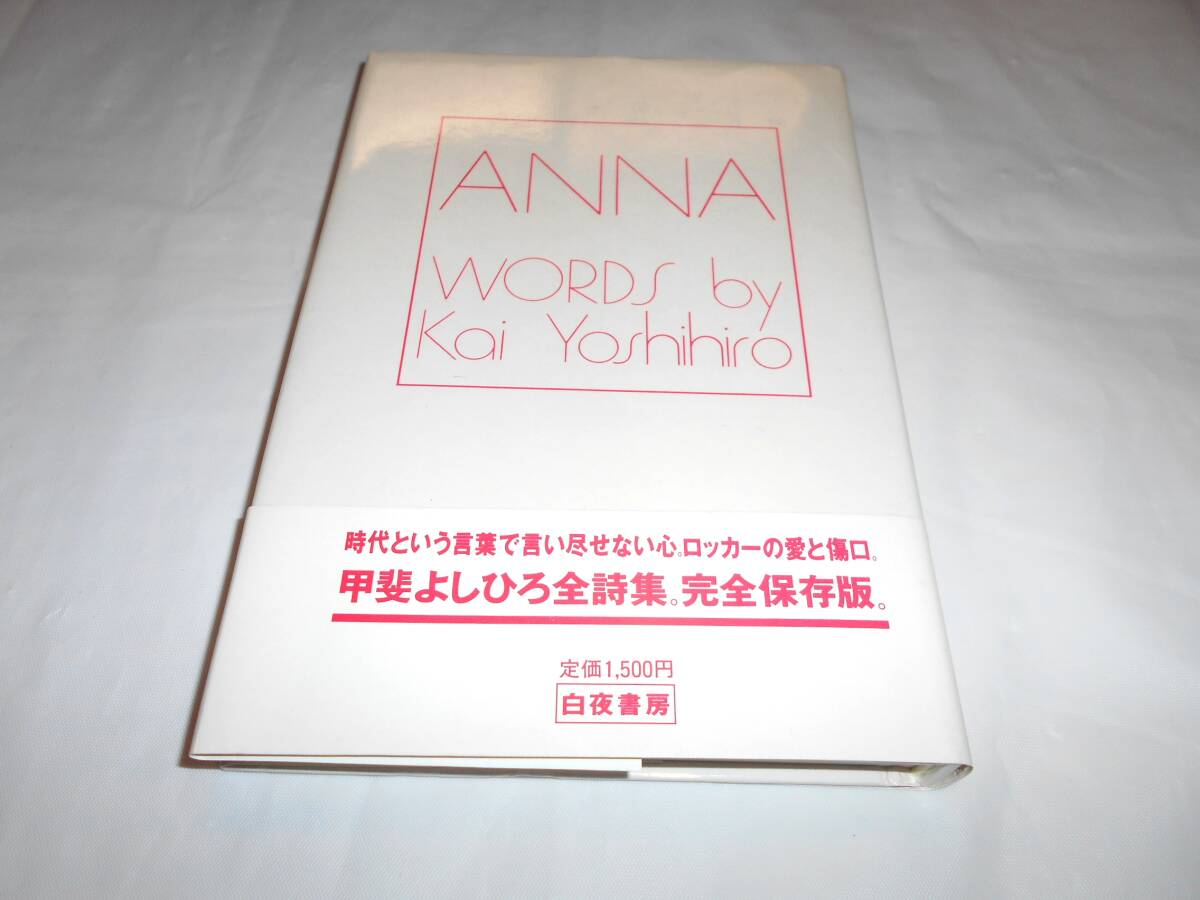 ANNA
WORDS by
Kai Yoshihiro
時代という言葉で言い尽せない心。ロッカーの愛と傷口。
甲斐よしひろ全詩集。完全保存版。
定価1,500円
白夜書房